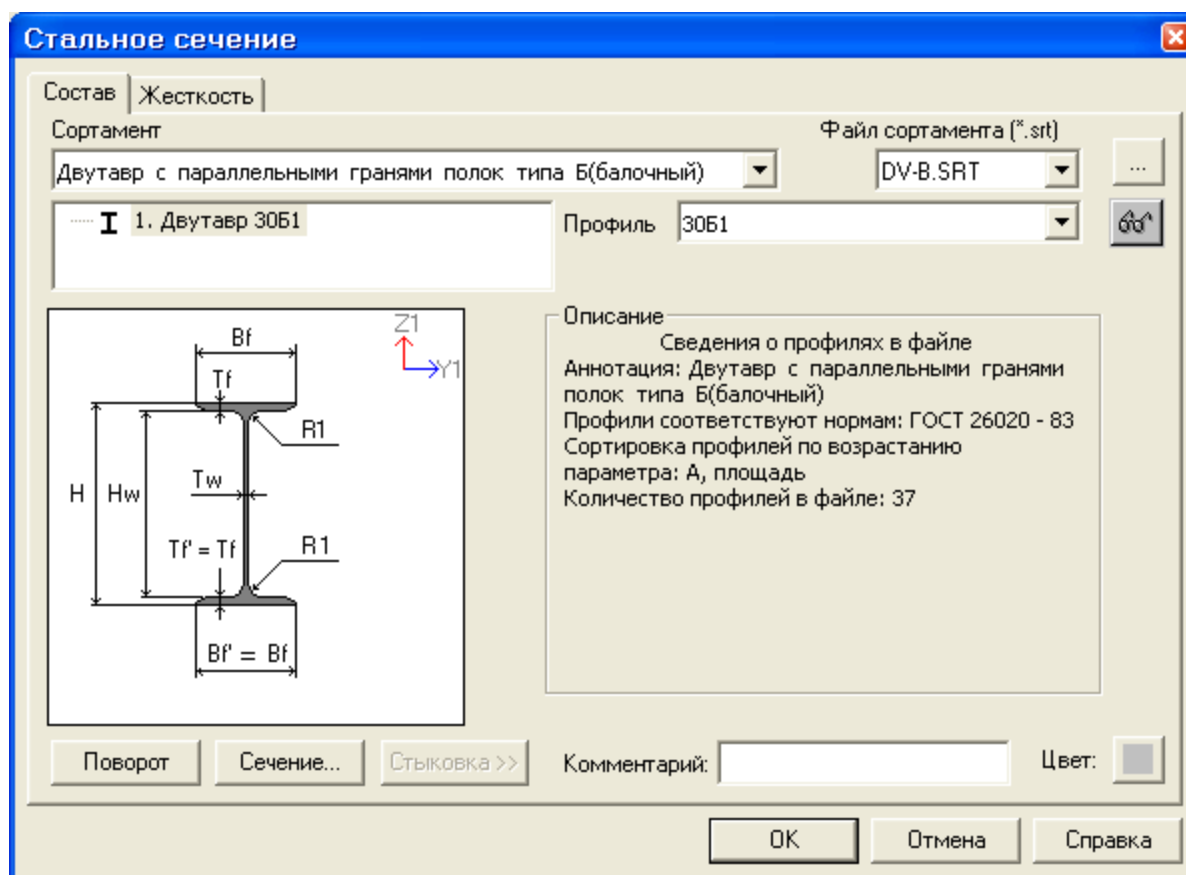 Стальное сечение
Состав
Жесткость
Сортамент
Файл сортамента (*.srt)
Двутавр с параллельными гранями полок типа Б(балочный)
DV-B.SRT
...
1. Двутавр 30Б1
Профиль
30Б1
Bf
Z1
Y1
Tf
R1
H
Hw
Tw
Tf' = Tf
R1
Bf' = Bf
Описание
Сведения о профилях в файле
Аннотация: Двутавр с параллельными гранями
полок типа Б(балочный)
Профили соответствуют нормам: ГОСТ 26020 - 83
Сортировка профилей по возрастанию
параметра: A, площадь
Количество профилей в файле: 37
Поворот
Сечение...
Стыковка >>
Комментарий:
Цвет:
OK
Отмена
Справка